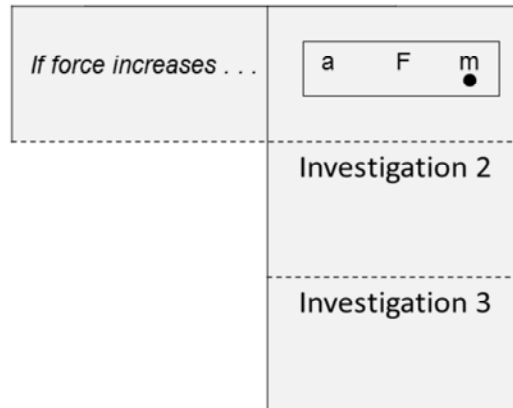 If force increases . . .
a F m
Investigation 2
Investigation 3